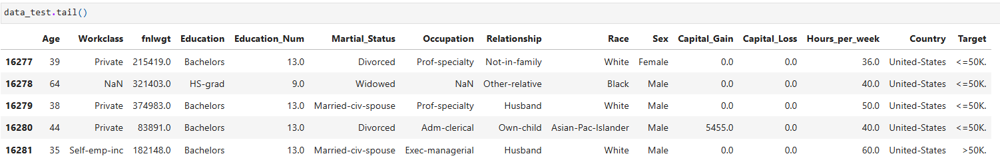 data_test.tail()
Age Workclass fnlwgt Education Education_Num Martial_Status Occupation Relationship Race Sex Capital_Gain Capital_Loss Hours_per_week Country Target
16277 39 Private 215419.0 Bachelors 13.0 Divorced Prof-specialty Not-in-family White Female 0.0 0.0 36.0 United-States <=50K.
16278 64 NaN 321403.0 HS-grad 9.0 Widowed NaN Other-relative Black Male 0.0 0.0 40.0 United-States <=50K.
16279 38 Private 374983.0 Bachelors 13.0 Married-civ-spouse Prof-specialty Husband White Male 0.0 0.0 50.0 United-States <=50K.
16280 44 Private 83891.0 Bachelors 13.0 Divorced Adm-clerical Own-child Asian-Pac-Islander Male 5455.0 0.0 40.0 United-States <=50K.
16281 35 Self-emp-inc 182148.0 Bachelors 13.0 Married-civ-spouse Exec-managerial Husband White Male 0.0 0.0 60.0 United-States >50K.